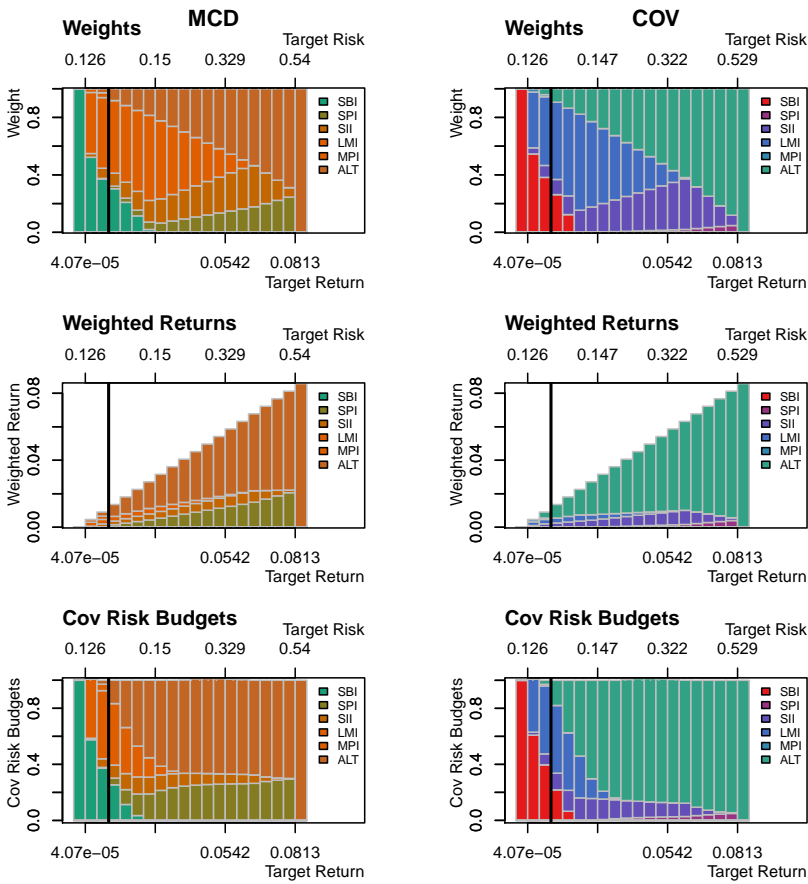 MCD
Weights
Target Risk
0.126 0.15 0.329 0.54
Weight
0.0 0.4 0.8
SBI
SPI
SII
LMI
MPI
ALT
4.07e−05 0.0542 0.0813
Target Return
COV
Weights
Target Risk
0.126 0.147 0.322 0.529
Weight
0.0 0.4 0.8
SBI
SPI
SII
LMI
MPI
ALT
4.07e−05 0.0542 0.0813
Target Return
Weighted Returns
Target Risk
0.126 0.15 0.329 0.54
Weighted Return
0.00 0.04 0.08
SBI
SPI
SII
LMI
MPI
ALT
4.07e−05 0.0542 0.0813
Target Return
Weighted Returns
Target Risk
0.126 0.147 0.322 0.529
Weighted Return
0.00 0.04 0.08
SBI
SPI
SII
LMI
MPI
ALT
4.07e−05 0.0542 0.0813
Target Return
Cov Risk Budgets
Target Risk
0.126 0.15 0.329 0.54
Cov Risk Budgets
0.0 0.4 0.8
SBI
SPI
SII
LMI
MPI
ALT
4.07e−05 0.0542 0.0813
Target Return
Cov Risk Budgets
Target Risk
0.126 0.147 0.322 0.529
Cov Risk Budgets
0.0 0.4 0.8
SBI
SPI
SII
LMI
MPI
ALT
4.07e−05 0.0542 0.0813
Target Return